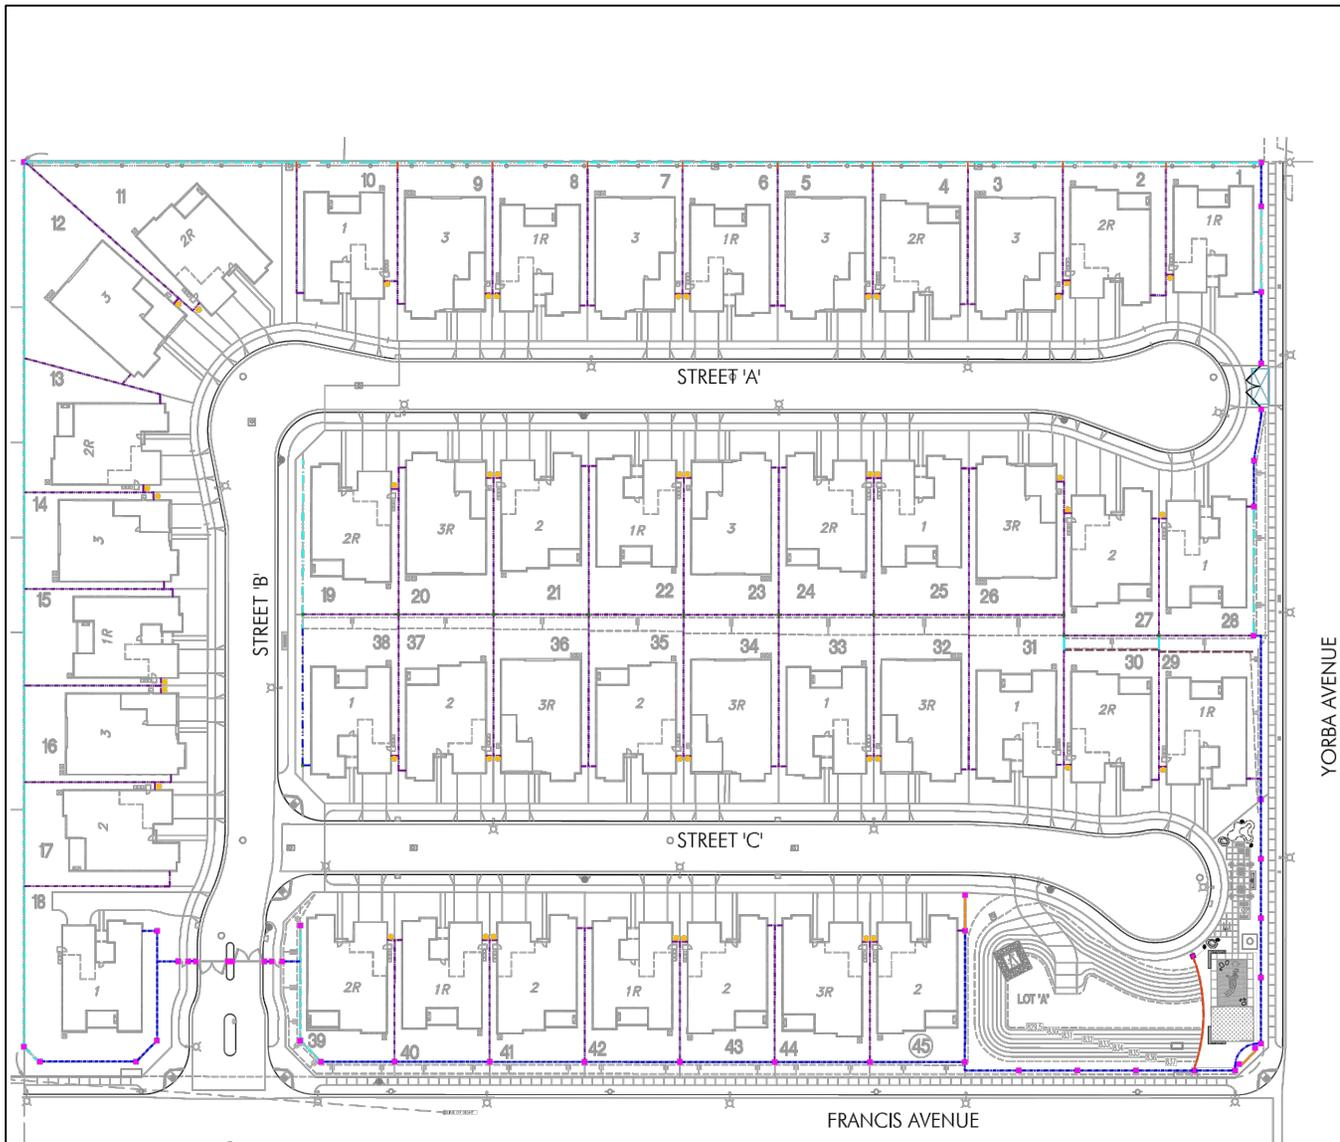 10 9 8 7 6 5 4 3 2 1
11
12
1 3 1R 3 1R 3 2R 3 2R 1R
2R
3
13
STREET 'A'
2R
14
3
15
1R
16
3
17
2
18
1
STREET 'B'
2R 3R 2 1R 3 2R 1 3R 2 1
19 20 21 22 23 24 25 26 27 28
38 37 36 35 34 33 32 31 30 29
1 2 3R 2 3R 1 3R 1 2R 1R
YORBA AVENUE
STREET 'C'
2R 1R 2 1R 2 3R 2
LOT 'A'
39 40 41 42 43 44 45
FRANCIS AVENUE